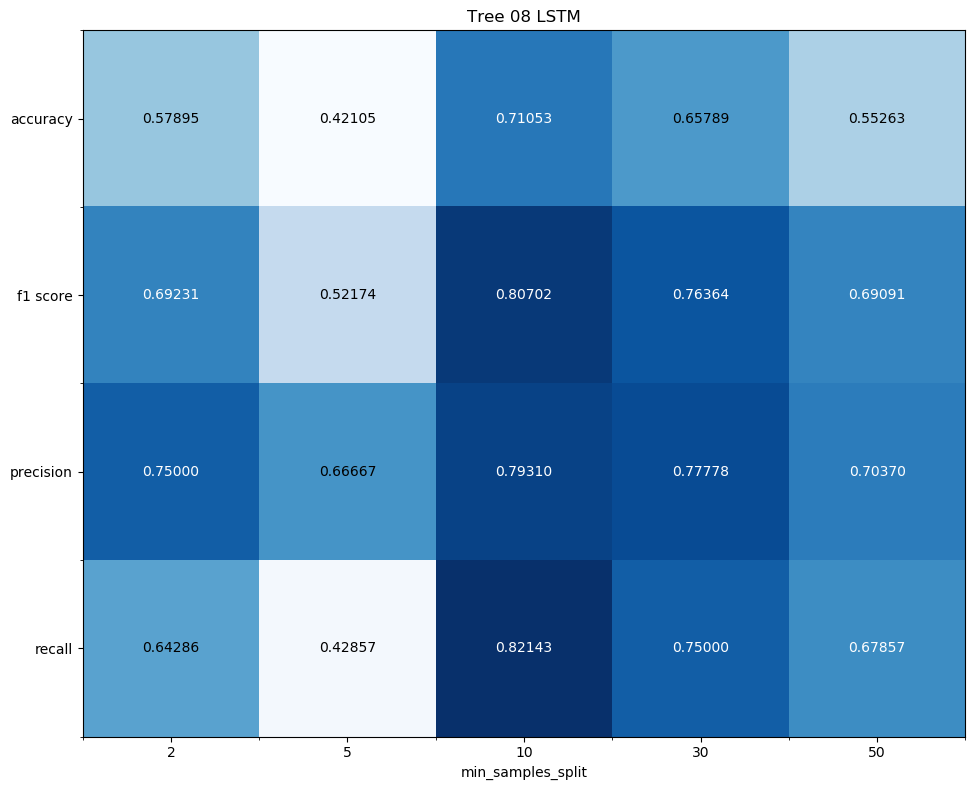 Tree 08 LSTM
accuracy 0.57895 0.42105 0.71053 0.65789 0.55263
f1 score 0.69231 0.52174 0.80702 0.76364 0.69091
precision 0.75000 0.66667 0.79310 0.77778 0.70370
recall 0.64286 0.42857 0.82143 0.75000 0.67857
2 5 10 30 50
min_samples_split